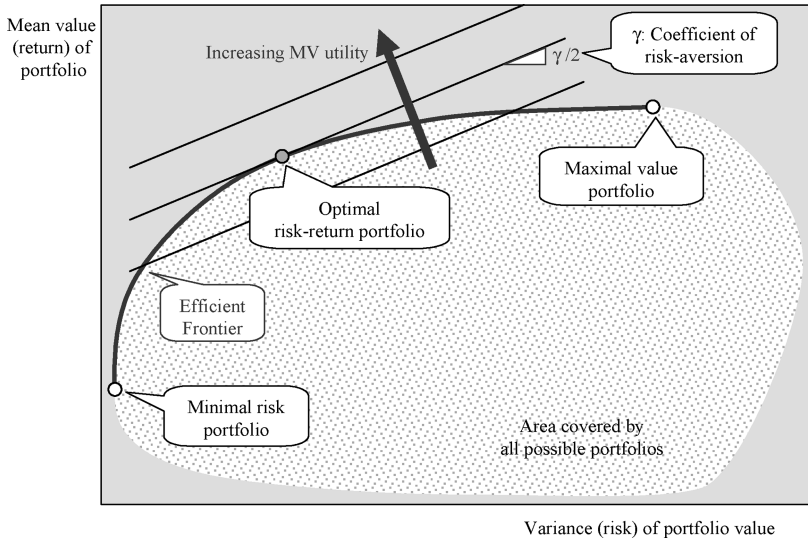 Mean value
(return) of
portfolio
Increasing MV utility
γ /2
γ: Coefficient of
risk-aversion
Maximal value
portfolio
Optimal
risk-return portfolio
Efficient
Frontier
Minimal risk
portfolio
Area covered by
all possible portfolios
Variance (risk) of portfolio value